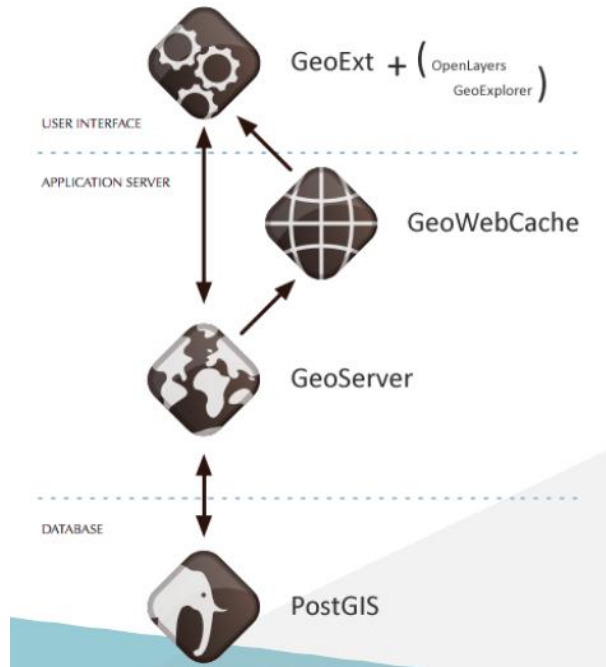 GeoExt + ( OpenLayers
GeoExplorer )
USER INTERFACE
APPLICATION SERVER
GeoWebCache
GeoServer
DATABASE
PostGIS